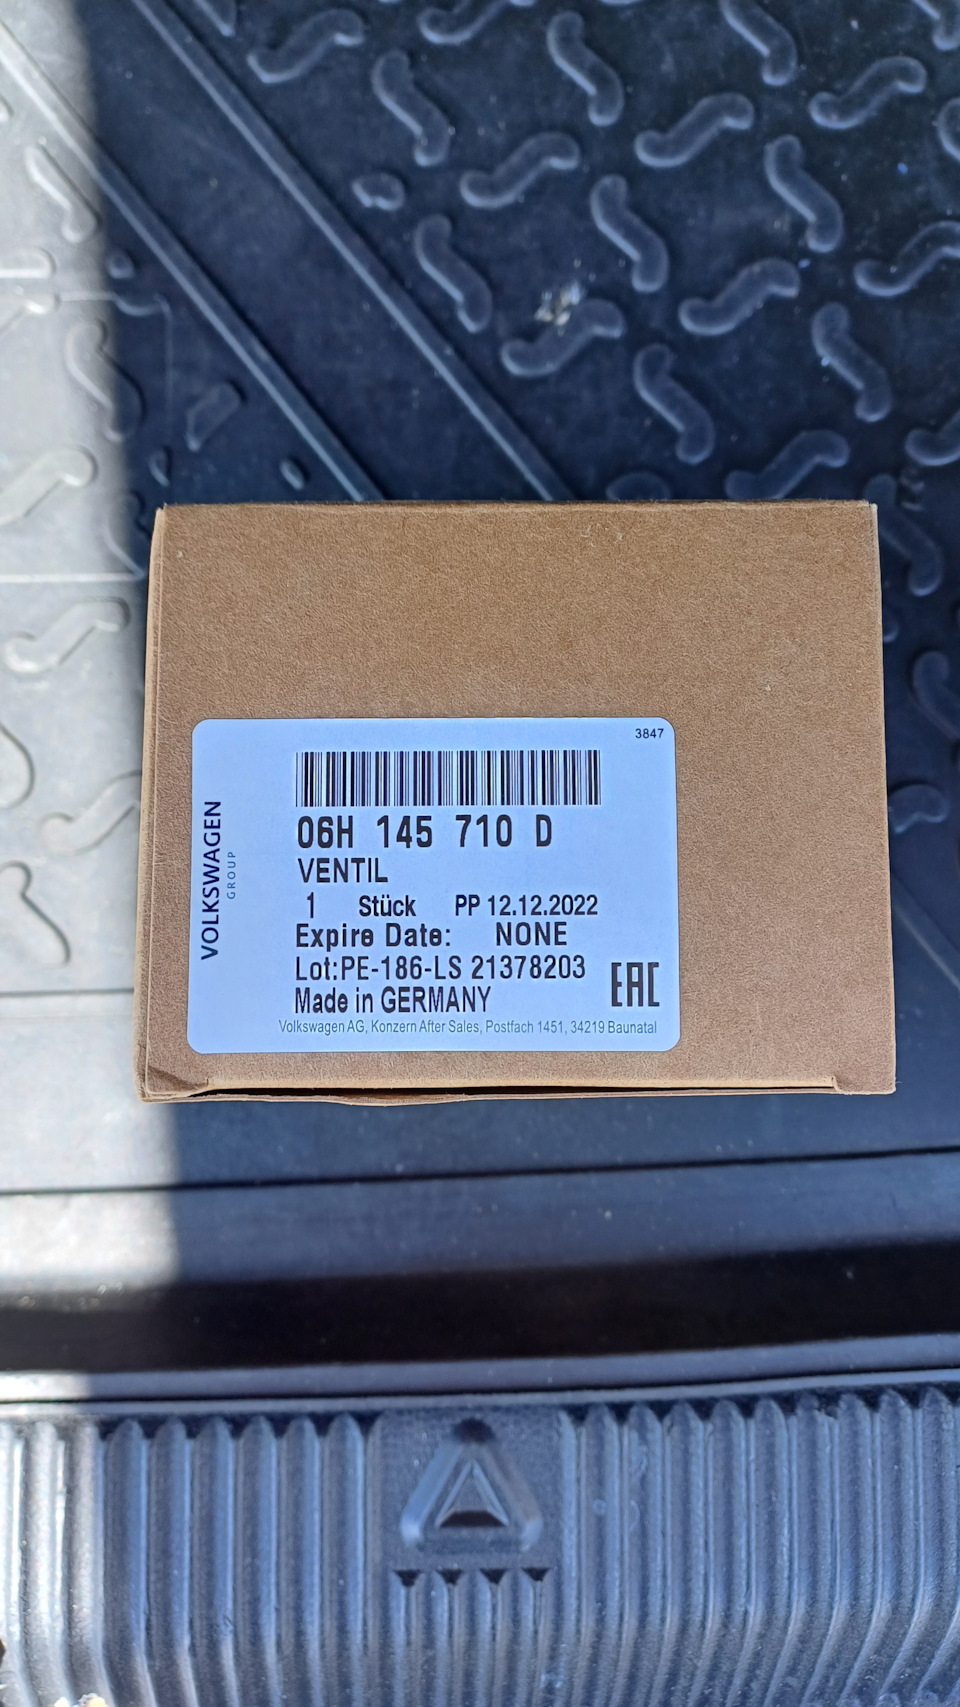 3847
06H 145 710 D
VENTIL
1 Stück PP 12.12.2022
Expire Date: NONE
Lot:PE-186-LS 21378203
Made in GERMANY
EAC
Volkswagen AG, Konzern After Sales, Postfach 1451, 34219 Baunatal
VOLKSWAGEN
GROUP